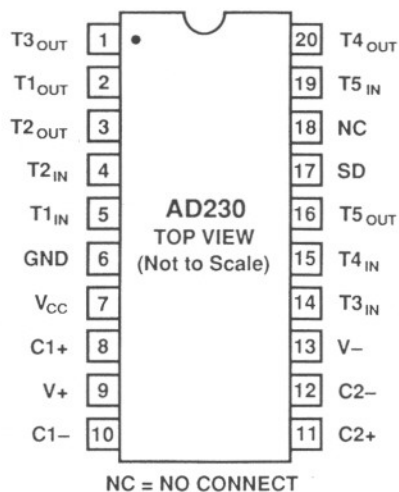 T3OUT 1 20 T4OUT
T1OUT 2 19 T5IN
T2OUT 3 18 NC
T2IN 4 17 SD
T1IN 5 16 T5OUT
GND 6 15 T4IN
VCC 7 14 T3IN
C1+ 8 13 V−
V+ 9 12 C2−
C1− 10 11 C2+
AD230
TOP VIEW
(Not to Scale)
NC = NO CONNECT